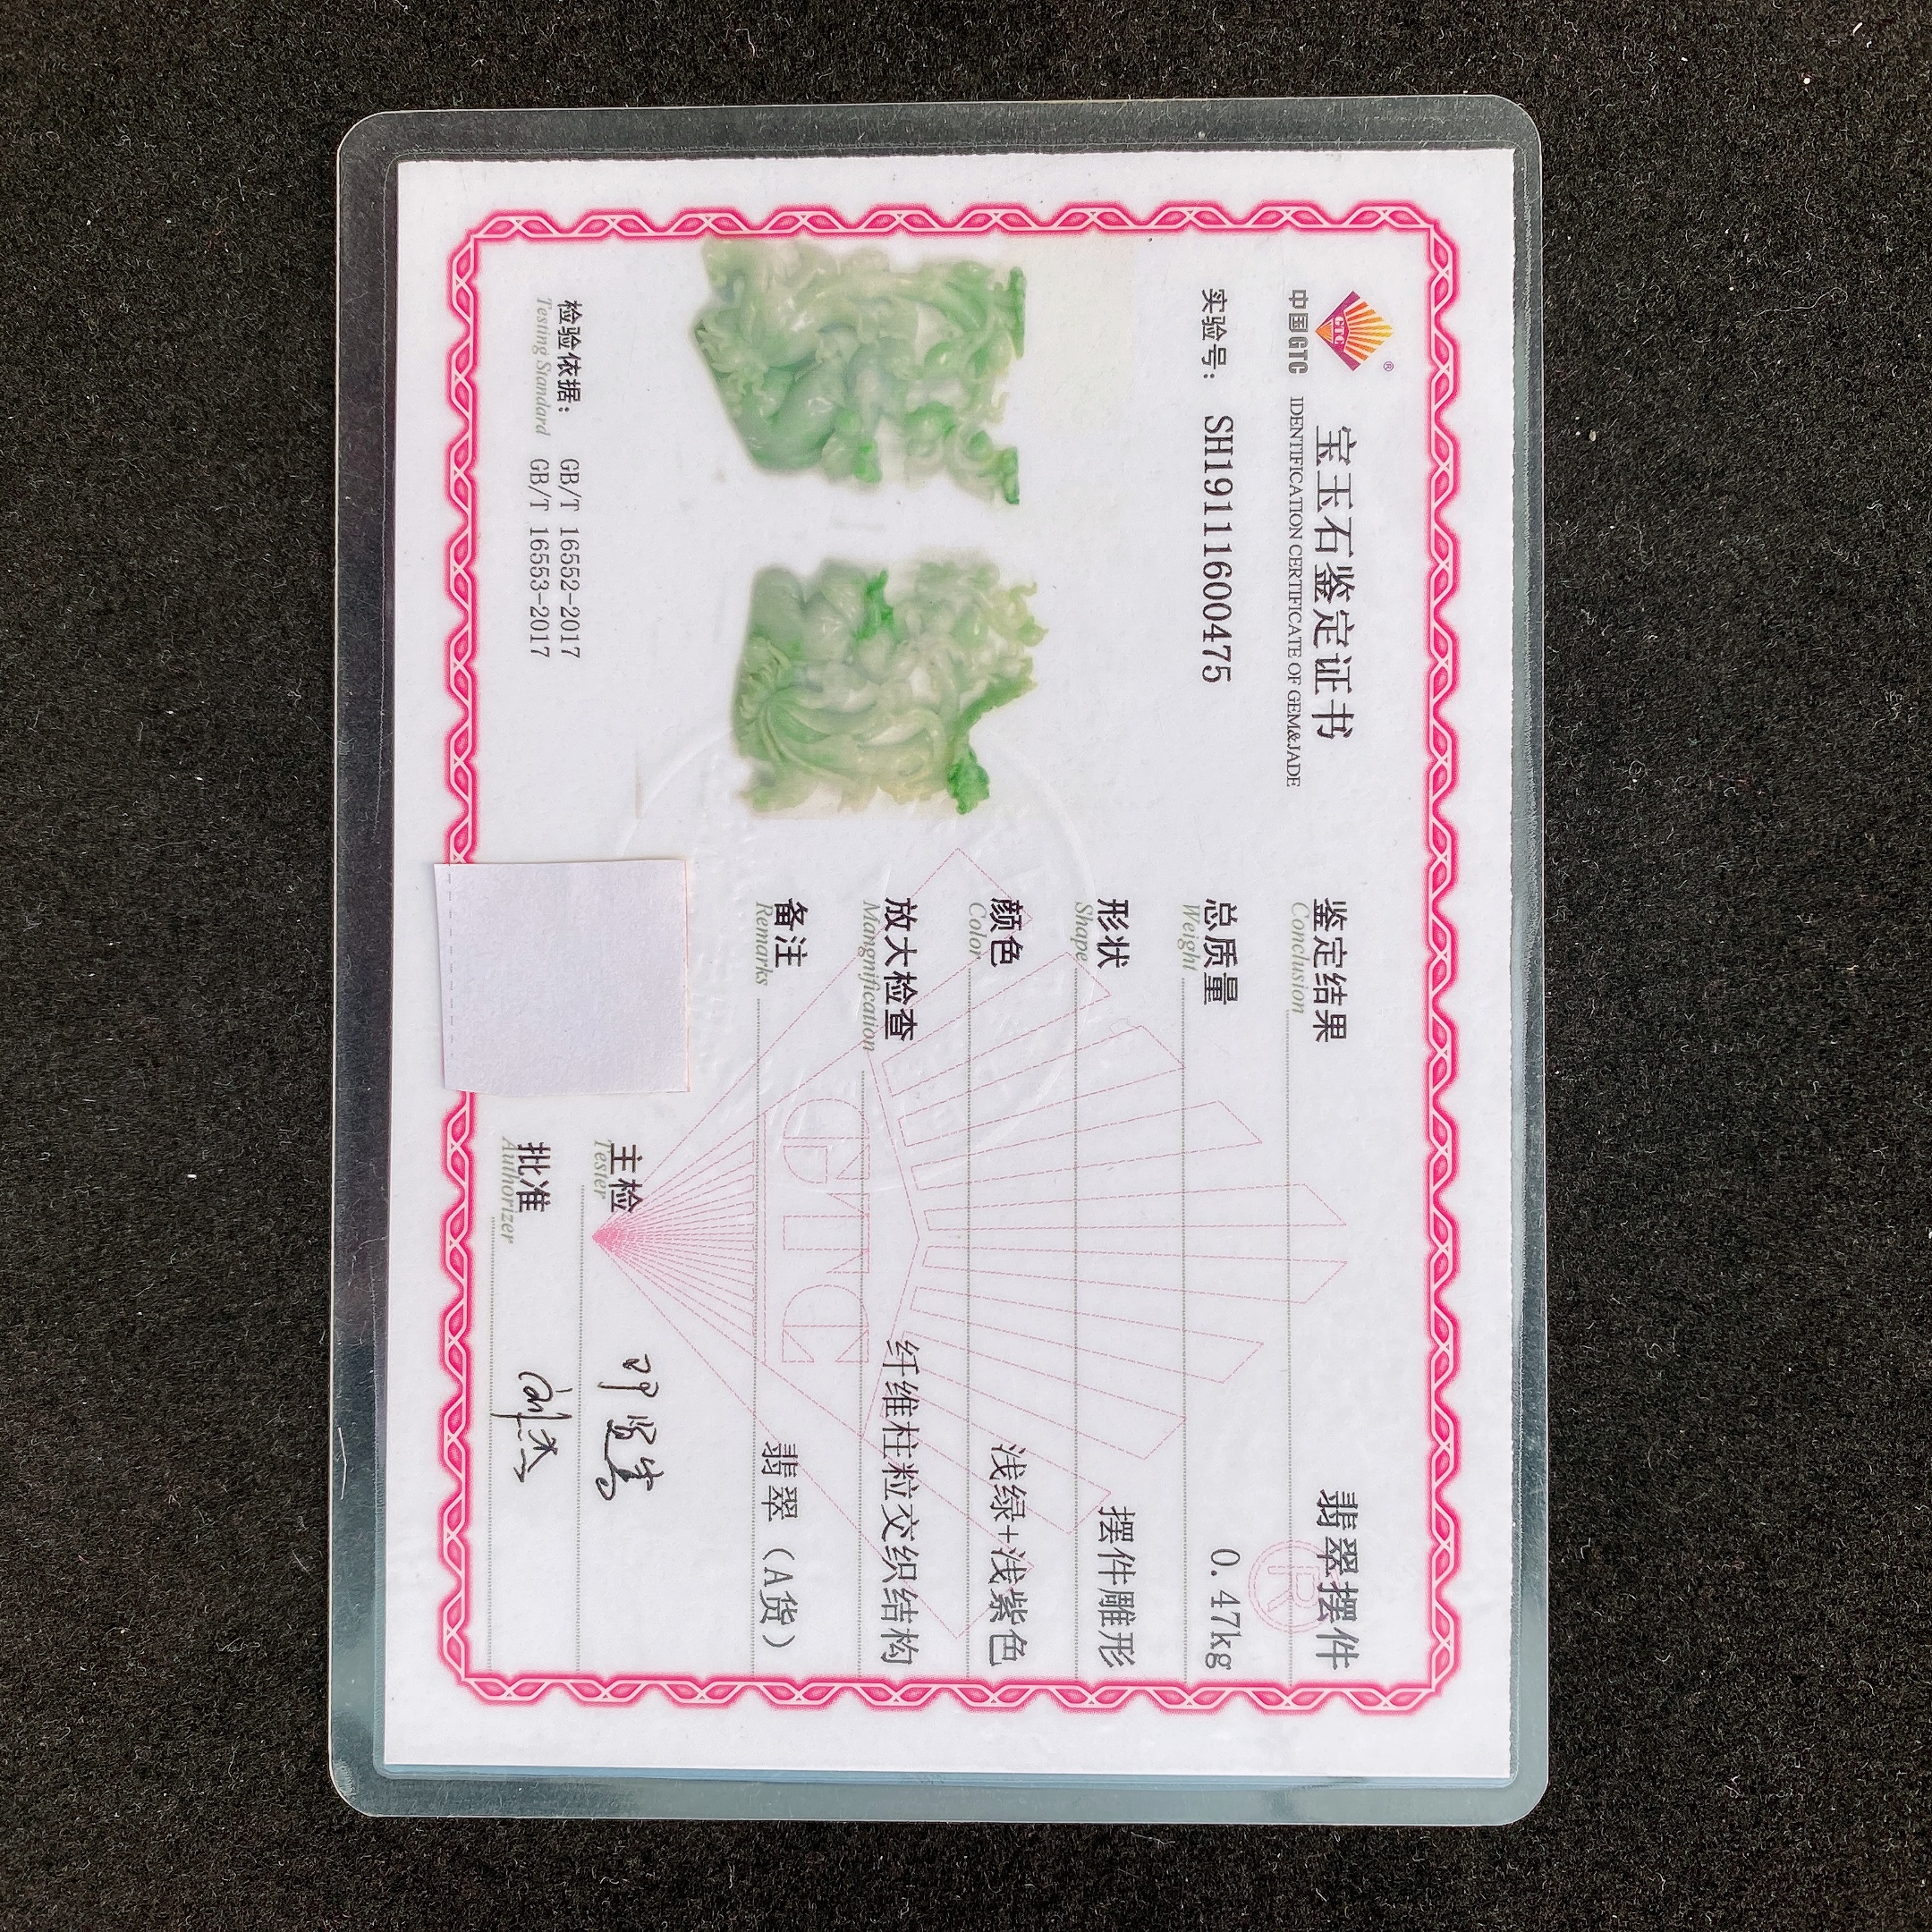 GTC
®
中国GTC
宝玉石鉴定证书
IDENTIFICATION CERTIFICATE OF GEM&JADE
实验号: SH19111600475
检验依据: GB/T 16552-2017
Testing Standard GB/T 16553-2017
鉴定结果 翡翠摆件
Conclusion
总质量 0.47kg
Weight
形状 摆件雕形
Shape
颜色 浅绿+浅紫色
Color
放大检查 纤维柱粒交织结构
Mangnification
备注 翡翠（A货）
Remarks
主检
Tester
批准
Authorizer
R